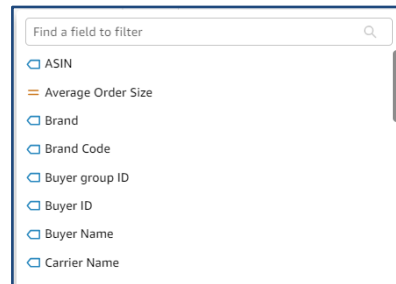 Find a field to filter
ASIN
Average Order Size
Brand
Brand Code
Buyer group ID
Buyer ID
Buyer Name
Carrier Name